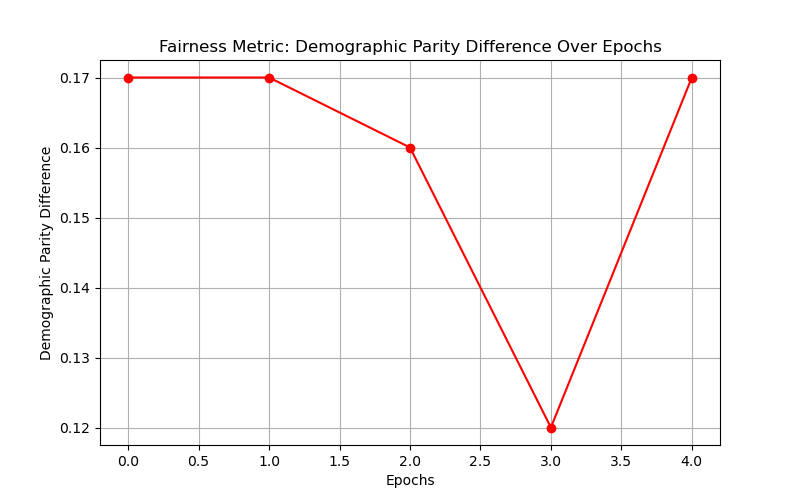 Fairness Metric: Demographic Parity Difference Over Epochs
Demographic Parity Difference
0.17
0.16
0.15
0.14
0.13
0.12
0.0 0.5 1.0 1.5 2.0 2.5 3.0 3.5 4.0
Epochs